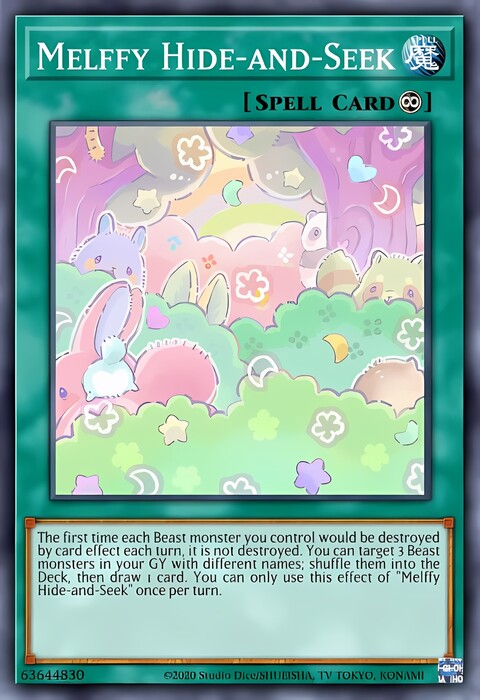 Melffy Hide-and-Seek 魔
[Spell Card ]
The first time each Beast monster you control would be destroyed
by card effect each turn, it is not destroyed. You can target 3 Beast
monsters in your GY with different names; shuffle them into the
Deck, then draw 1 card. You can only use this effect of "Melffy
Hide-and-Seek" once per turn.
63644830 ©2020 Studio Dice/SHUEISHA, TV TOKYO, KONAMI